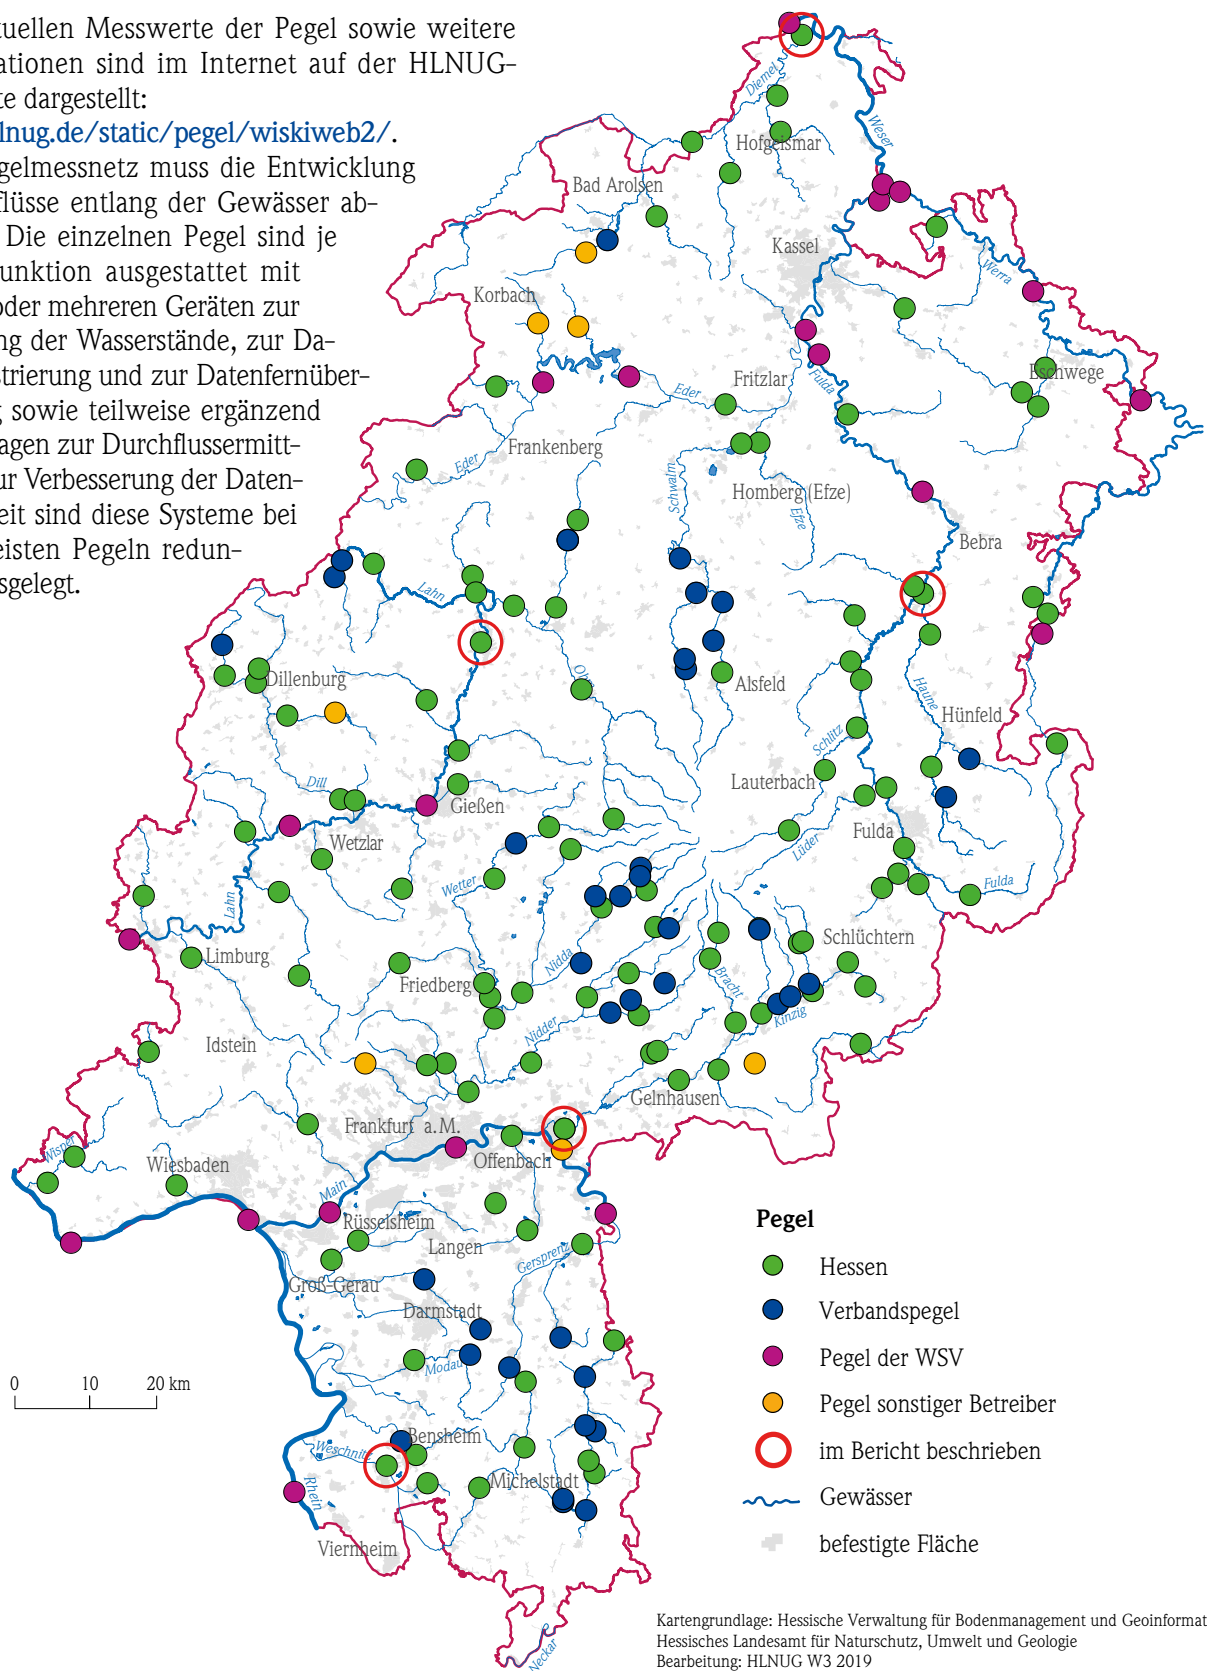 tuellen Messwerte der Pegel sowie weitere
ationen sind im Internet auf der HLNUG-
te dargestellt:
lnug.de/static/pegel/wiskiweb2/.
egelmessnetz muss die Entwicklung
flüsse entlang der Gewässer ab-
Die einzelnen Pegel sind je
unktion ausgestattet mit
oder mehreren Geräten zur
ng der Wasserstände, zur Da-
strierung und zur Datenfernüber-
g sowie teilweise ergänzend
agen zur Durchflussermitt-
ur Verbesserung der Daten-
eit sind diese Systeme bei
eisten Pegeln redun-
sgelegt.
Diemel
Hofgeismar
Weser
Bad Arolsen
Kassel
Werra
Korbach
Eschwege
Fritzlar
Fulda
Eder
Frankenberg
Eder
Schwalm
Homberg (Efze)
Efze
Bebra
Lahn
Ohm
Dillenburg
Alsfeld
Haune
Hünfeld
Schlitz
Lauterbach
Dill
Gießen
Wetzlar
Fulda
Lüder
Wetter
Fulda
Lahn
Limburg
Schlüchtern
Nidda
Friedberg
Bracht
Kinzig
Nidder
Idstein
Gelnhausen
Frankfurt a.M.
Offenbach
Wisper
Wiesbaden
Main
Rüsselsheim
Langen
Gersprenz
Groß-Gerau
Darmstadt
Modau
Bensheim
Weschnitz
Michelstadt
Rhein
Viernheim
Neckar
0 10 20 km
Pegel
Hessen
Verbandspegel
Pegel der WSV
Pegel sonstiger Betreiber
im Bericht beschrieben
Gewässer
befestigte Fläche
Kartengrundlage: Hessische Verwaltung für Bodenmanagement und Geoinformat
Hessisches Landesamt für Naturschutz, Umwelt und Geologie
Bearbeitung: HLNUG W3 2019